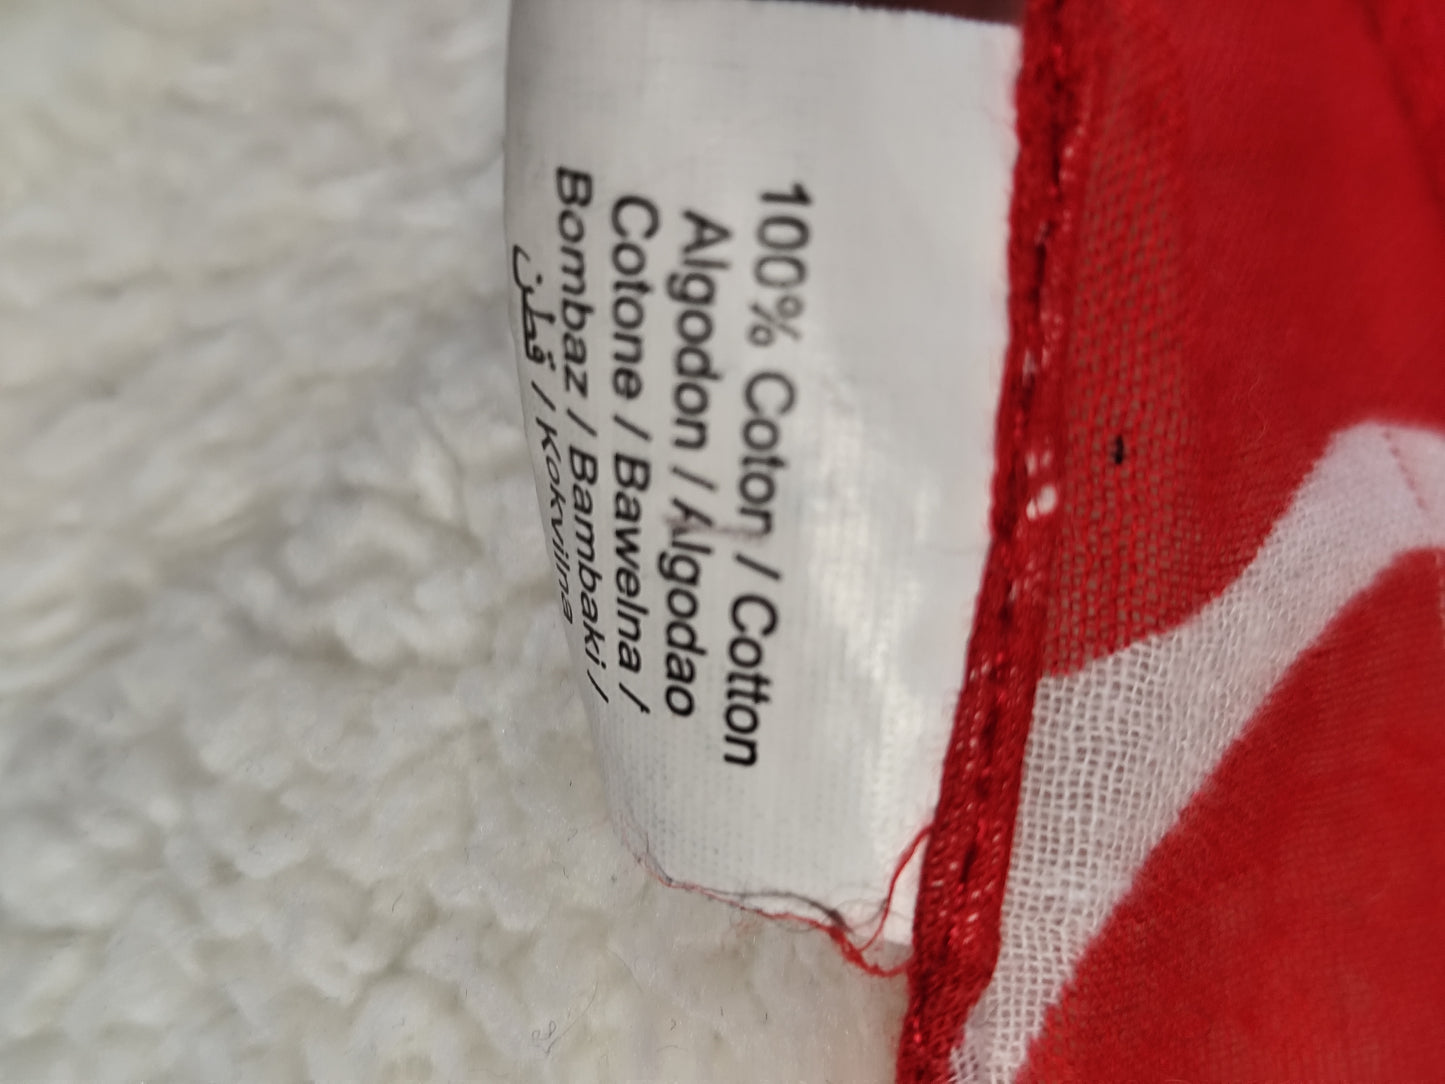 100% Coton / Cotton
Algodon / Algodao
Cotone / Bawelna /
Bombaz / Bambaki /
قطن / Kokvilna